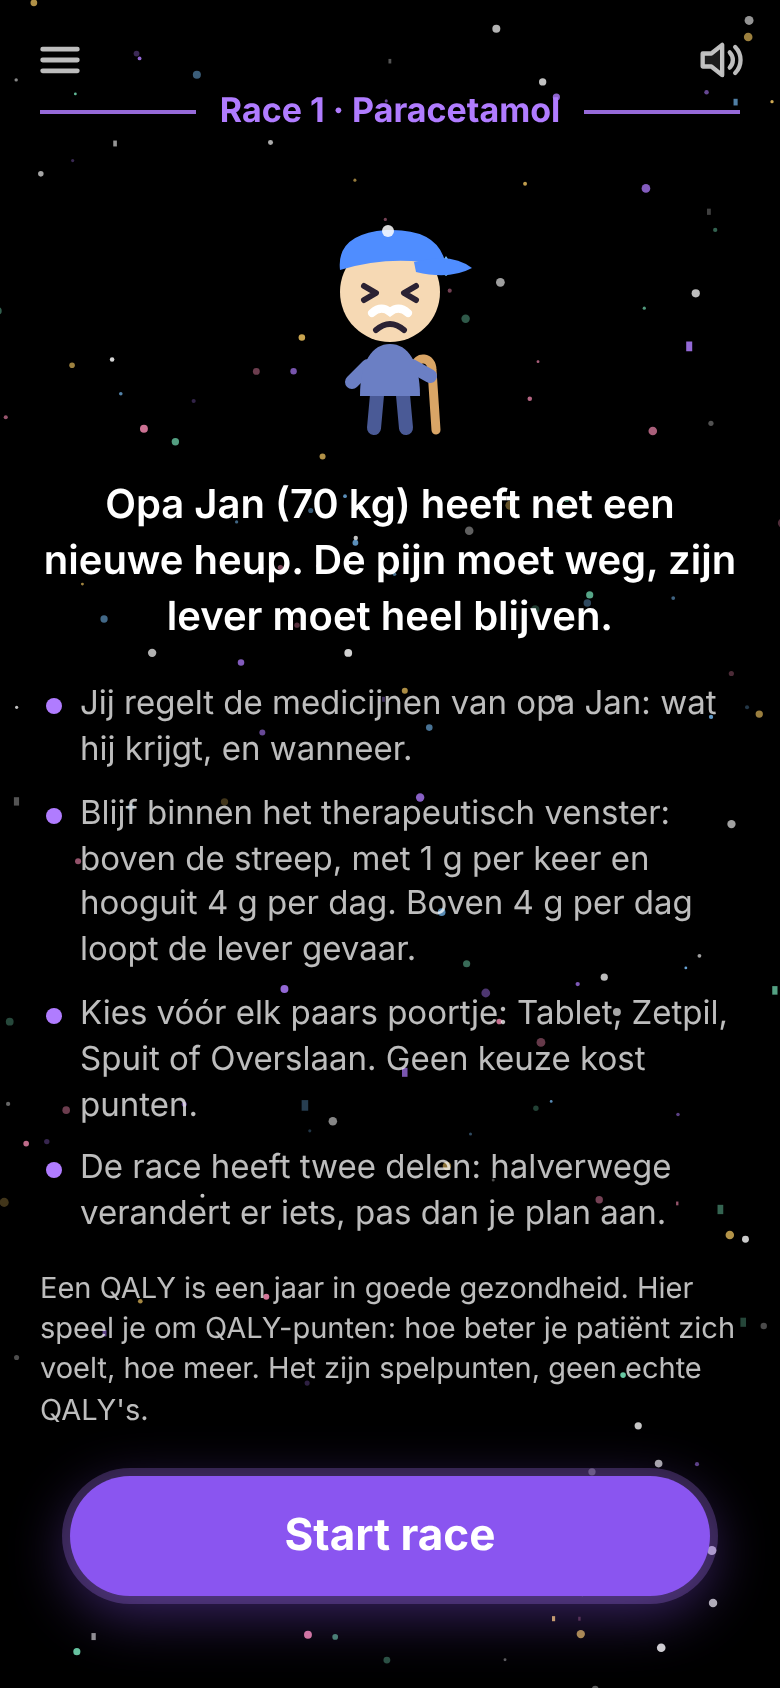 Race 1 · Paracetamol
Opa Jan (70 kg) heeft net een
nieuwe heup. De pijn moet weg, zijn
lever moet heel blijven.
Jij regelt de medicijnen van opa Jan: wat
hij krijgt, en wanneer.
Blijf binnen het therapeutisch venster:
boven de streep, met 1 g per keer en
hooguit 4 g per dag. Boven 4 g per dag
loopt de lever gevaar.
Kies vóór elk paars poortje: Tablet, Zetpil,
Spuit of Overslaan. Geen keuze kost
punten.
De race heeft twee delen: halverwege
verandert er iets, pas dan je plan aan.
Een QALY is een jaar in goede gezondheid. Hier
speel je om QALY-punten: hoe beter je patiënt zich
voelt, hoe meer. Het zijn spelpunten, geen echte
QALY's.
Start race